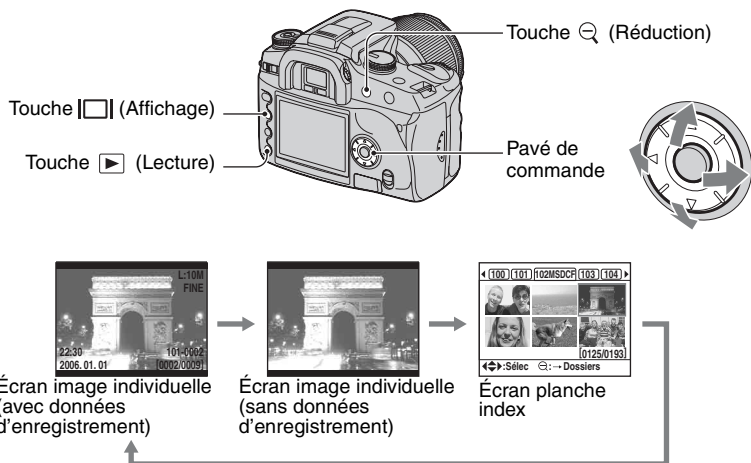 Touche (Réduction)
Touche (Affichage)
Touche (Lecture)
Pavé de
commande
L:10M
FINE
22:30
101-0002
2006.01.01
[0002/0009]
100 101 102MSDCF 103 104
[0125/0193]
:Sélec :→Dossiers
Écran image individuelle
(avec données
d'enregistrement)
Écran image individuelle
(sans données
d'enregistrement)
Écran planche
index